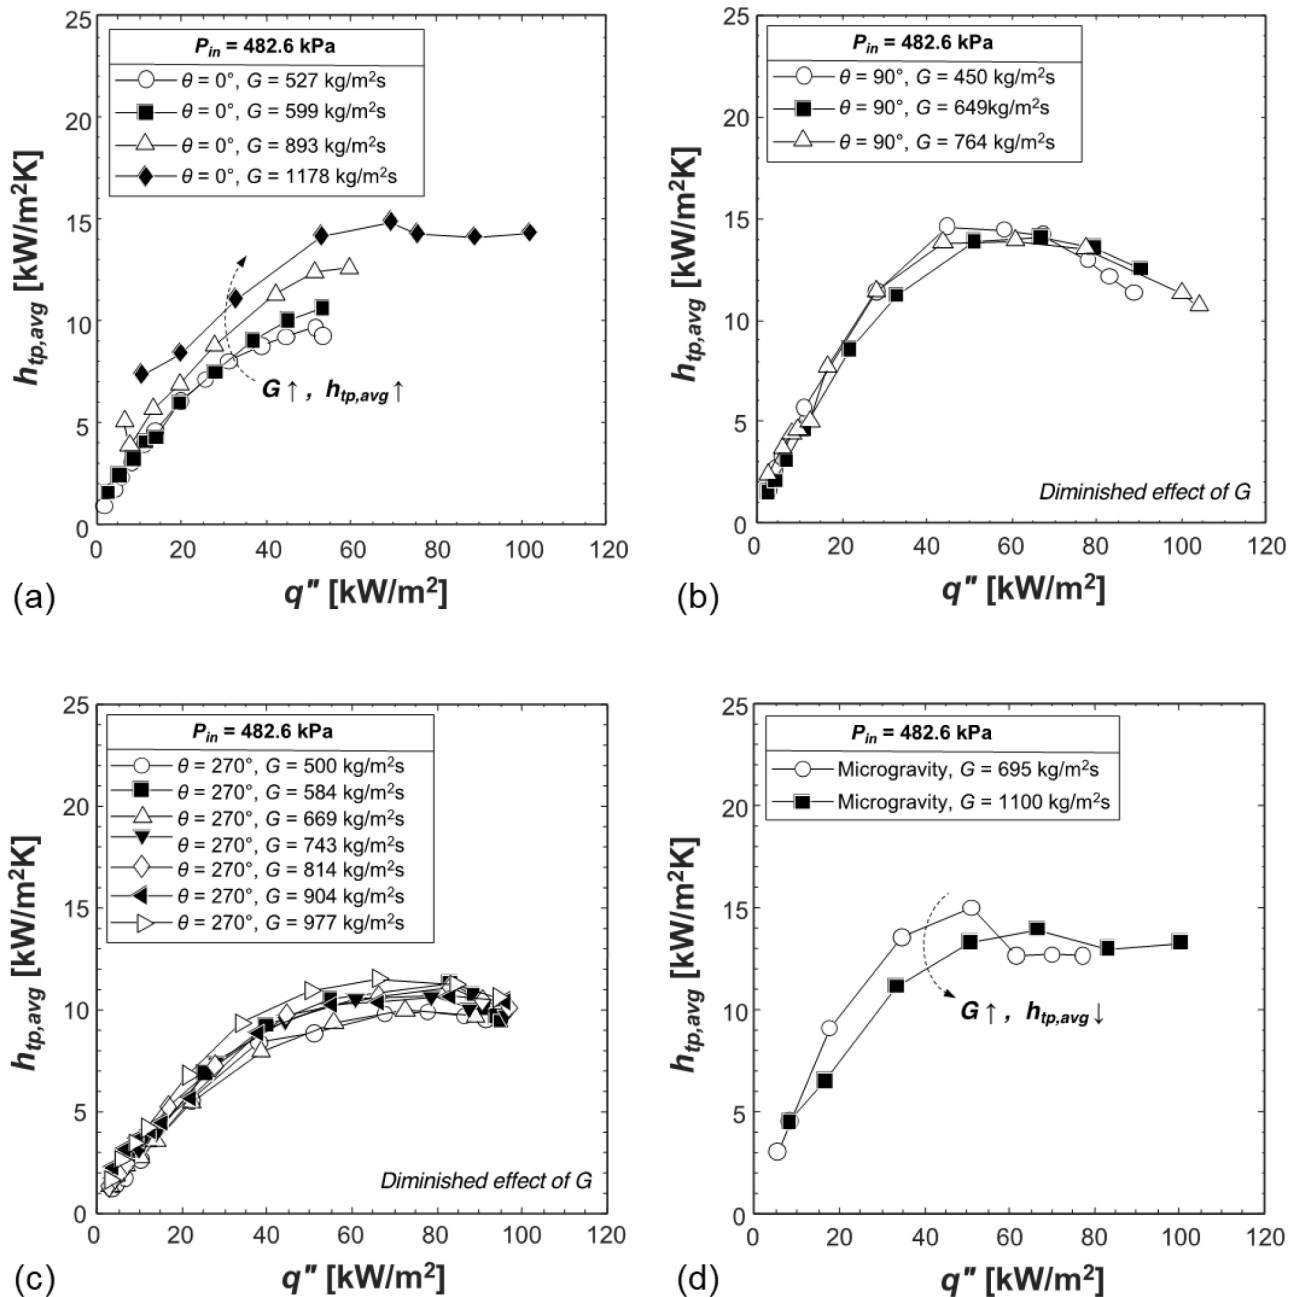 P_in = 482.6 kPa
θ = 0°, G = 527 kg/m²s
θ = 0°, G = 599 kg/m²s
θ = 0°, G = 893 kg/m²s
θ = 0°, G = 1178 kg/m²s
G ↑ , h_tp,avg ↑
h_tp,avg [kW/m²K]
25
20
15
10
5
0
0 20 40 60 80 100 120
q″ [kW/m²]
(a)
P_in = 482.6 kPa
θ = 90°, G = 450 kg/m²s
θ = 90°, G = 649kg/m²s
θ = 90°, G = 764 kg/m²s
Diminished effect of G
h_tp,avg [kW/m²K]
25
20
15
10
5
0
0 20 40 60 80 100 120
q″ [kW/m²]
(b)
P_in = 482.6 kPa
θ = 270°, G = 500 kg/m²s
θ = 270°, G = 584 kg/m²s
θ = 270°, G = 669 kg/m²s
θ = 270°, G = 743 kg/m²s
θ = 270°, G = 814 kg/m²s
θ = 270°, G = 904 kg/m²s
θ = 270°, G = 977 kg/m²s
Diminished effect of G
h_tp,avg [kW/m²K]
25
20
15
10
5
0
0 20 40 60 80 100 120
q″ [kW/m²]
(c)
P_in = 482.6 kPa
Microgravity, G = 695 kg/m²s
Microgravity, G = 1100 kg/m²s
G ↑ , h_tp,avg ↓
h_tp,avg [kW/m²K]
25
20
15
10
5
0
0 20 40 60 80 100 120
q″ [kW/m²]
(d)